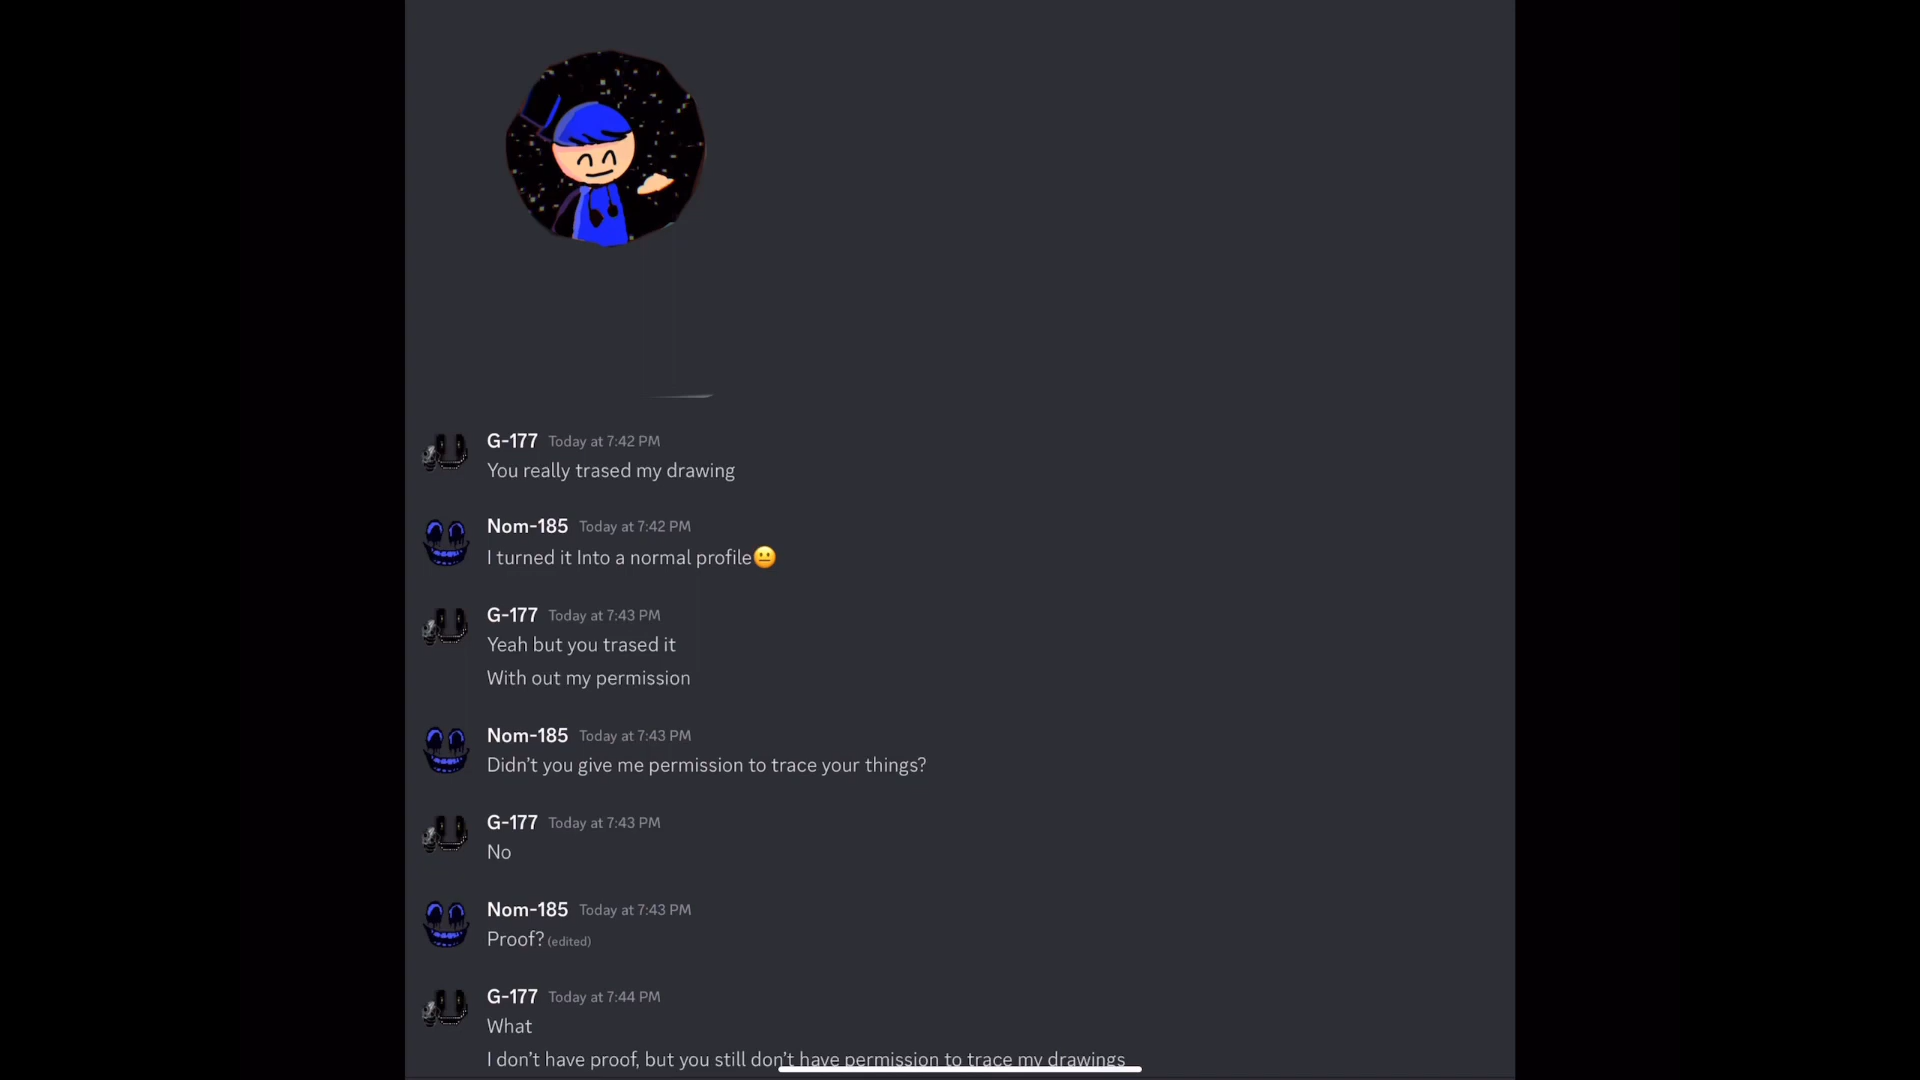 G-177 Today at 7:42 PM
You really trased my drawing
Nom-185 Today at 7:42 PM
I turned it Into a normal profile😐
G-177 Today at 7:43 PM
Yeah but you trased it
With out my permission
Nom-185 Today at 7:43 PM
Didn't you give me permission to trace your things?
G-177 Today at 7:43 PM
No
Nom-185 Today at 7:43 PM
Proof? (edited)
G-177 Today at 7:44 PM
What
I don't have proof, but you still don't have permission to trace my drawings